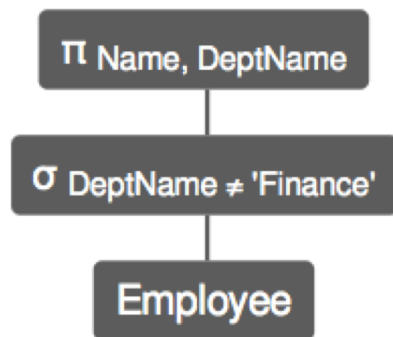 π Name, DeptName
σ DeptName ≠ 'Finance'
Employee